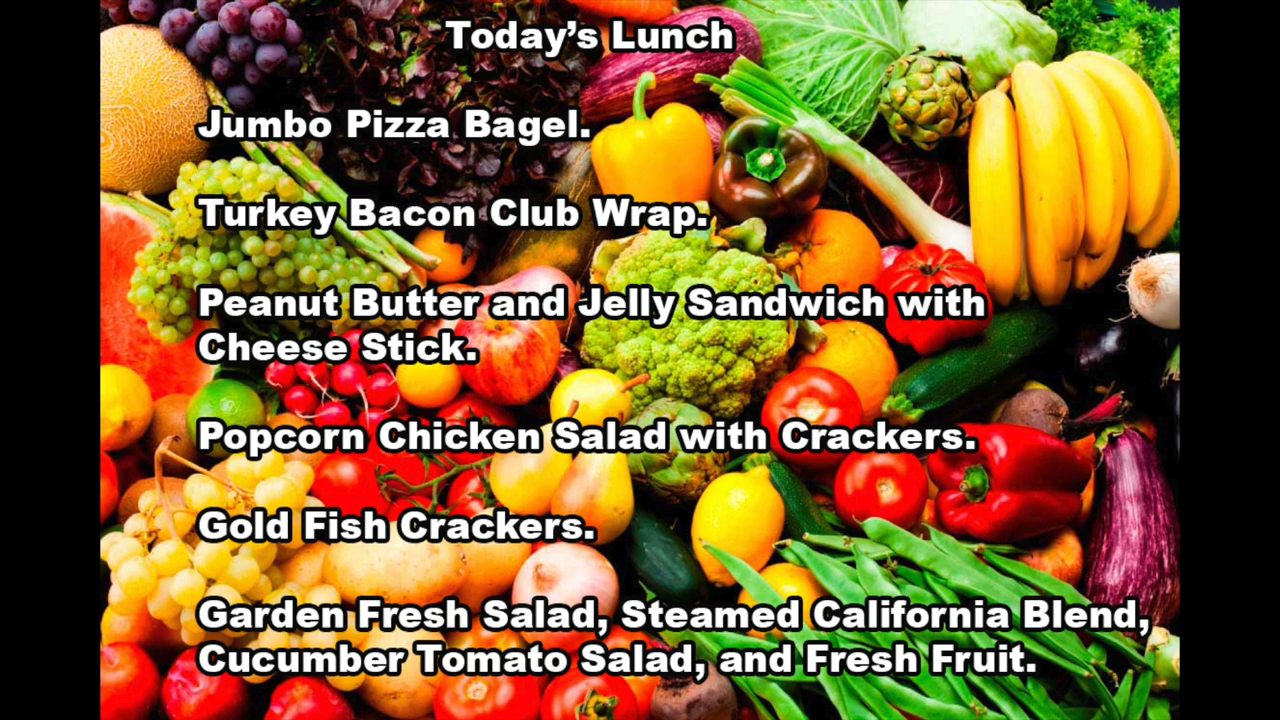 Today’s Lunch
Jumbo Pizza Bagel.
Turkey Bacon Club Wrap.
Peanut Butter and Jelly Sandwich with
Cheese Stick.
Popcorn Chicken Salad with Crackers.
Gold Fish Crackers.
Garden Fresh Salad, Steamed California Blend,
Cucumber Tomato Salad, and Fresh Fruit.